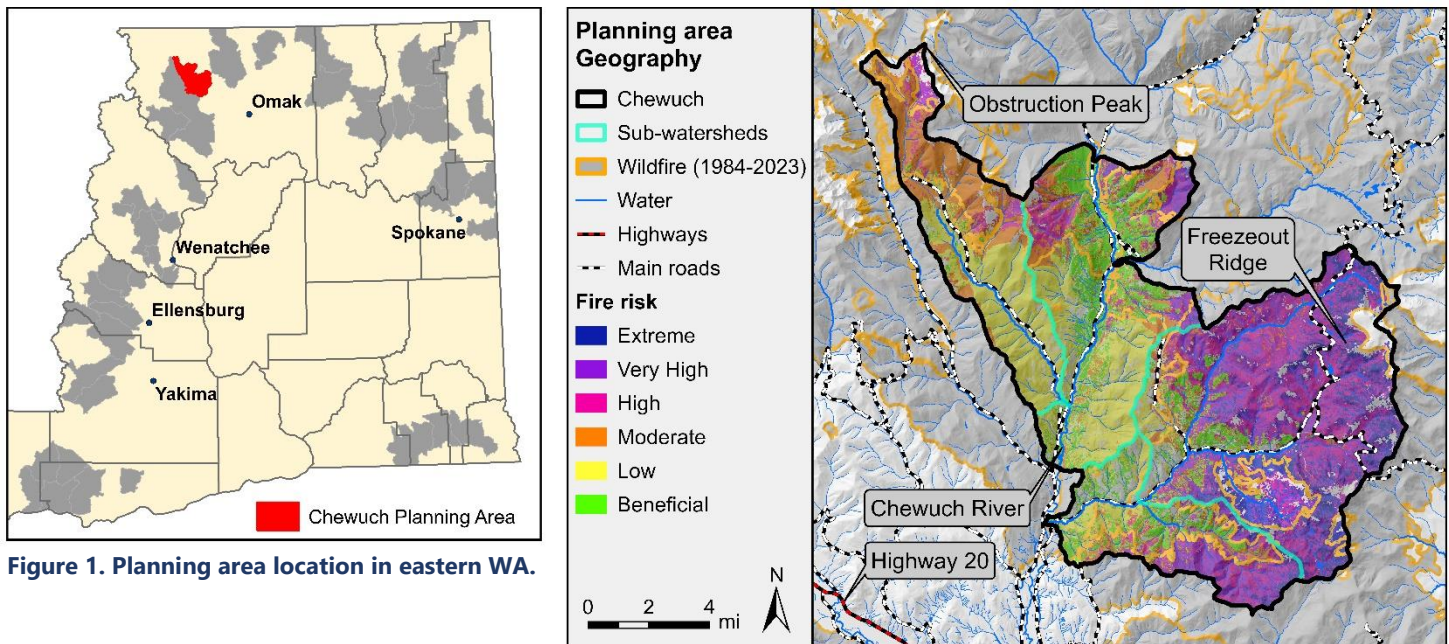 Omak
Spokane
Wenatchee
Ellensburg
Yakima
Chewuch Planning Area
Figure 1. Planning area location in eastern WA.
Planning area
Geography
Chewuch
Sub-watersheds
Wildfire (1984-2023)
Water
Highways
Main roads
Fire risk
Extreme
Very High
High
Moderate
Low
Beneficial
0 2 4
mi
N
Obstruction Peak
Freezeout
Ridge
Chewuch River
Highway 20